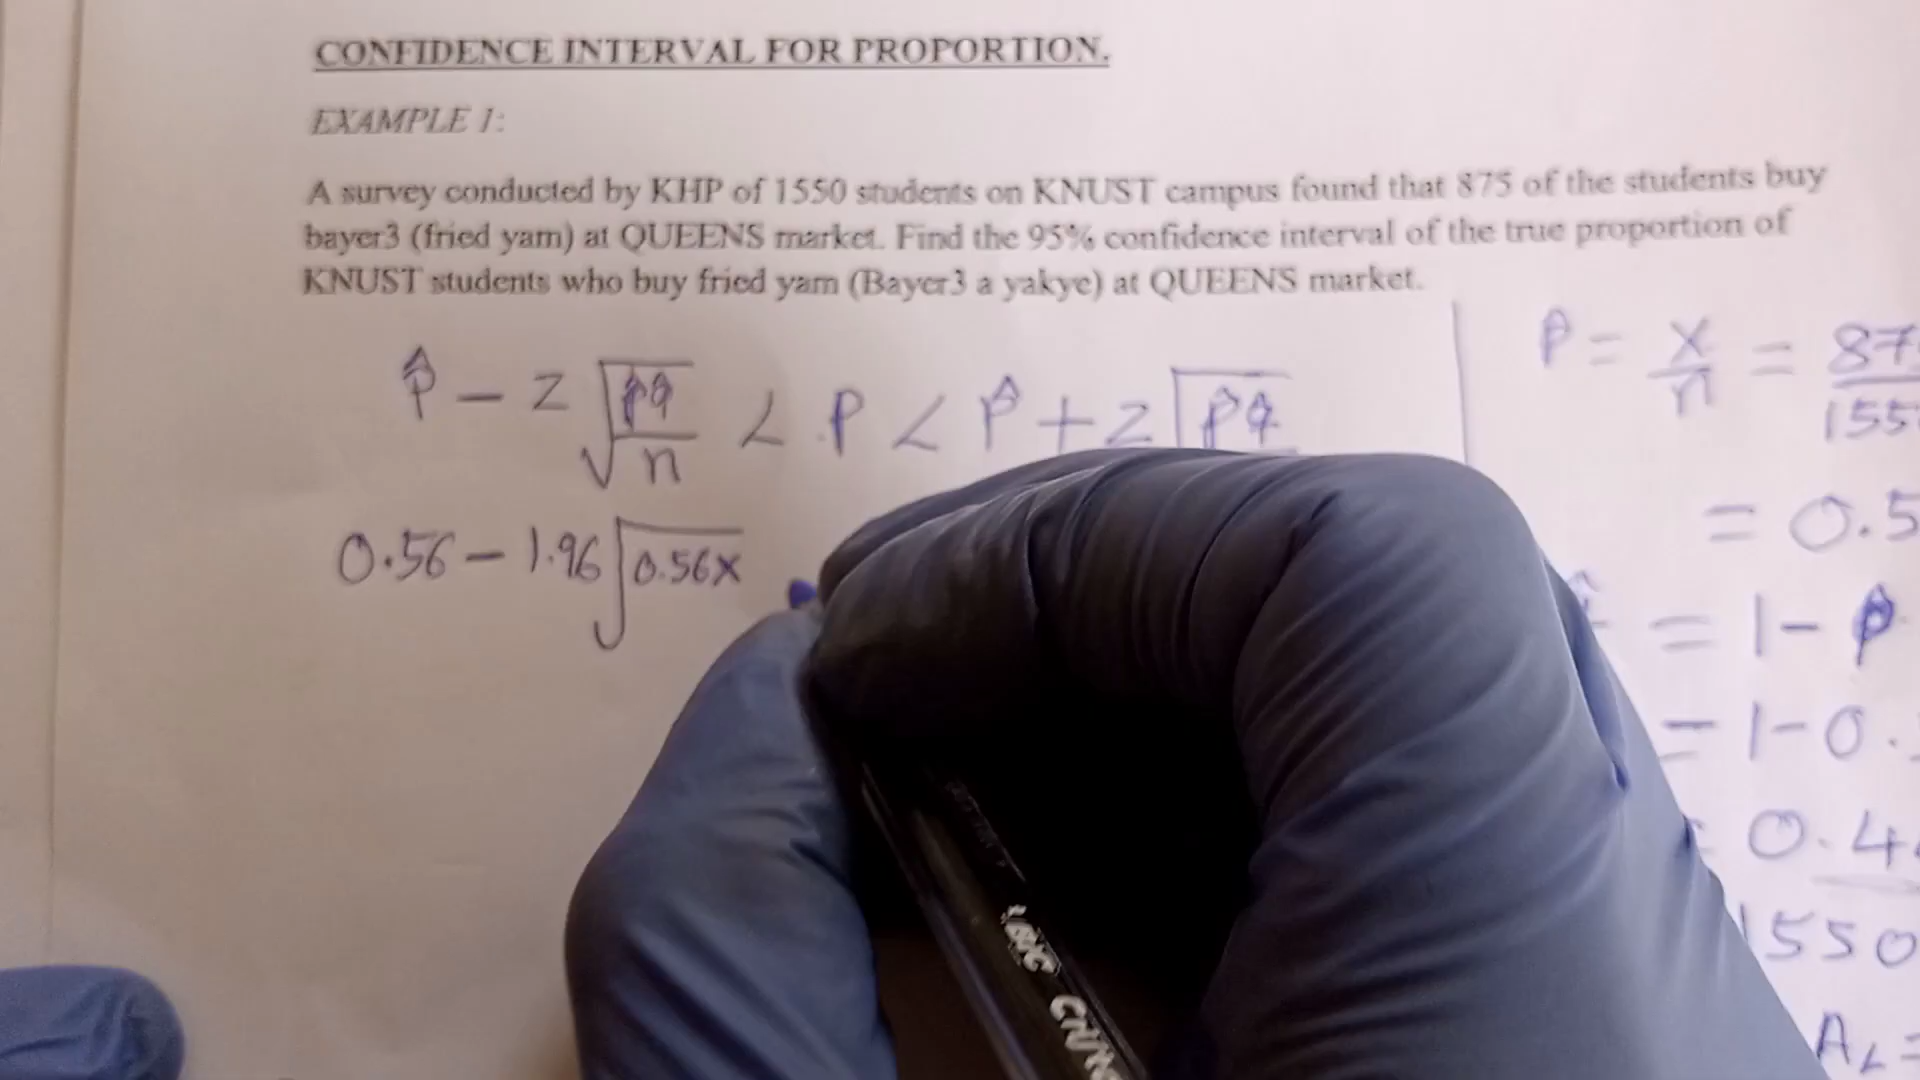 CONFIDENCE INTERVAL FOR PROPORTION.
EXAMPLE 1:
A survey conducted by KHP of 1550 students on KNUST campus found that 875 of the students buy
bayer3 (fried yam) at QUEENS market. Find the 95% confidence interval of the true proportion of
KNUST students who buy fried yam (Bayer3 a yakye) at QUEENS market.
p̂ - z √(p̂q̂/n) < p < p̂ + z √p̂q̂
0.56 - 1.96 √0.56x
p̂ = x/n = 87/155
= 0.5
= 1 - p̂
= 1 - 0.
0.4
1550